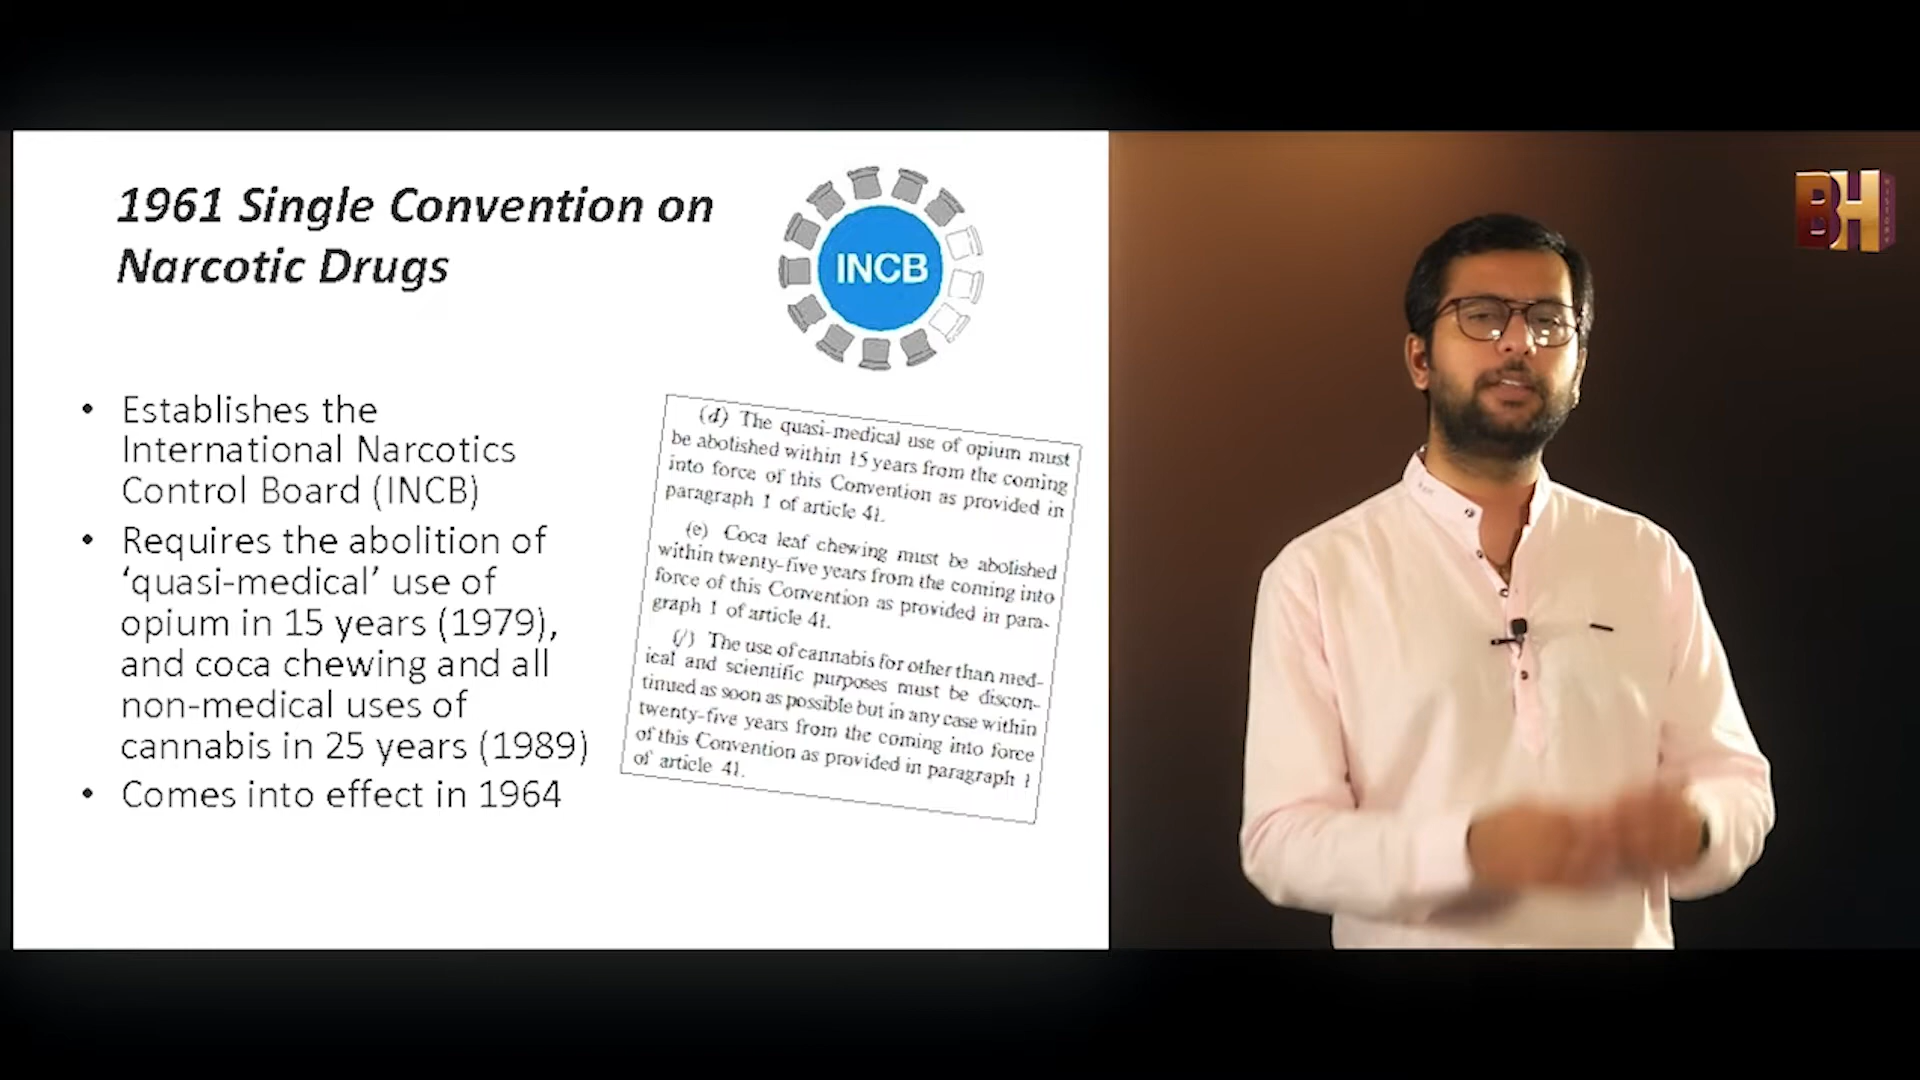 1961 Single Convention on
Narcotic Drugs
INCB
• Establishes the
International Narcotics
Control Board (INCB)
• Requires the abolition of
‘quasi-medical’ use of
opium in 15 years (1979),
and coca chewing and all
non-medical uses of
cannabis in 25 years (1989)
• Comes into effect in 1964
(d) The quasi-medical use of opium must
be abolished within 15 years from the coming
into force of this Convention as provided in
paragraph 1 of article 41.
(e) Coca leaf chewing must be abolished
within twenty-five years from the coming into
force of this Convention as provided in para-
graph 1 of article 41.
(f) The use of cannabis for other than med-
ical and scientific purposes must be discon-
tinued as soon as possible but in any case within
twenty-five years from the coming into force
of this Convention as provided in paragraph 1
of article 41.
BH